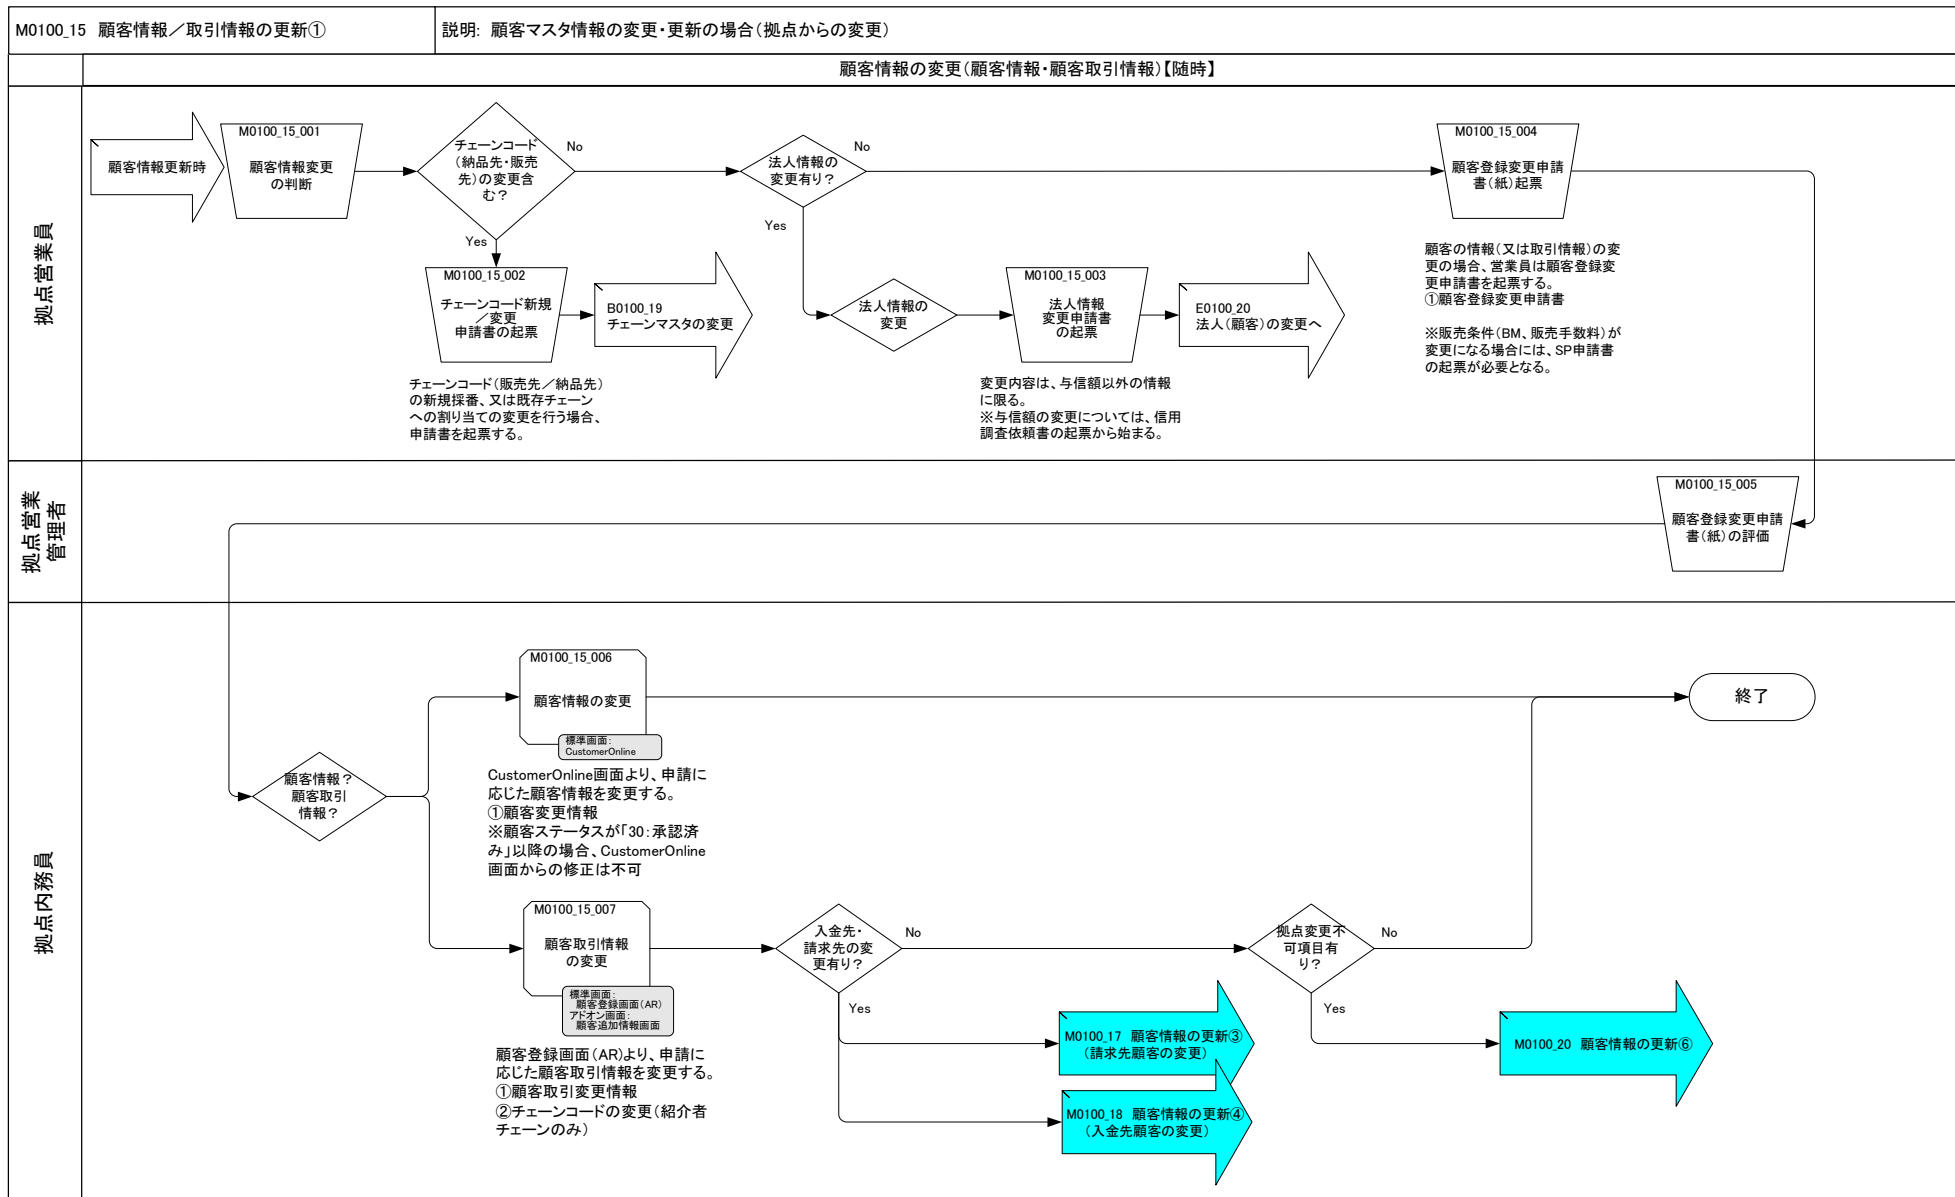 M0100_15 顧客情報／取引情報の更新①
説明: 顧客マスタ情報の変更・更新の場合(拠点からの変更)
顧客情報の変更(顧客情報・顧客取引情報)【随時】
拠点営業員
顧客情報更新時
M0100_15_001
顧客情報変更
の判断
チェーンコード
(納品先・販売
先)の変更含
む？
No
Yes
法人情報の
変更有り？
No
Yes
M0100_15_004
顧客登録変更申請
書(紙)起票
M0100_15_002
チェーンコード新規
／変更
申請書の起票
B0100_19
チェーンマスタの変更
法人情報の
変更
M0100_15_003
法人情報
変更申請書
の起票
E0100_20
法人(顧客)の変更へ
顧客の情報(又は取引情報)の変
更の場合、営業員は顧客登録変
更申請書を起票する。
①顧客登録変更申請書
※販売条件(BM、販売手数料)が
変更になる場合には、SP申請書
の起票が必要となる。
チェーンコード(販売先／納品先)
の新規採番、又は既存チェーン
への割り当ての変更を行う場合、
申請書を起票する。
変更内容は、与信額以外の情報
に限る。
※与信額の変更については、信用
調査依頼書の起票から始まる。
拠点営業
管理者
M0100_15_005
顧客登録変更申請
書(紙)の評価
拠点内務員
顧客情報？
顧客取引
情報？
M0100_15_006
顧客情報の変更
標準画面:
CustomerOnline
終了
CustomerOnline画面より、申請に
応じた顧客情報を変更する。
①顧客変更情報
※顧客ステータスが「30:承認済
み」以降の場合、CustomerOnline
画面からの修正は不可
M0100_15_007
顧客取引情報
の変更
標準画面:
顧客登録画面(AR)
アドオン画面:
顧客追加情報画面
入金先・
請求先の変
更有り？
No
Yes
拠点変更不
可項目有
り？
No
Yes
M0100_17 顧客情報の更新③
(請求先顧客の変更)
M0100_20 顧客情報の更新⑥
M0100_18 顧客情報の更新④
(入金先顧客の変更)
顧客登録画面(AR)より、申請に
応じた顧客取引情報を変更する。
①顧客取引変更情報
②チェーンコードの変更(紹介者
チェーンのみ)